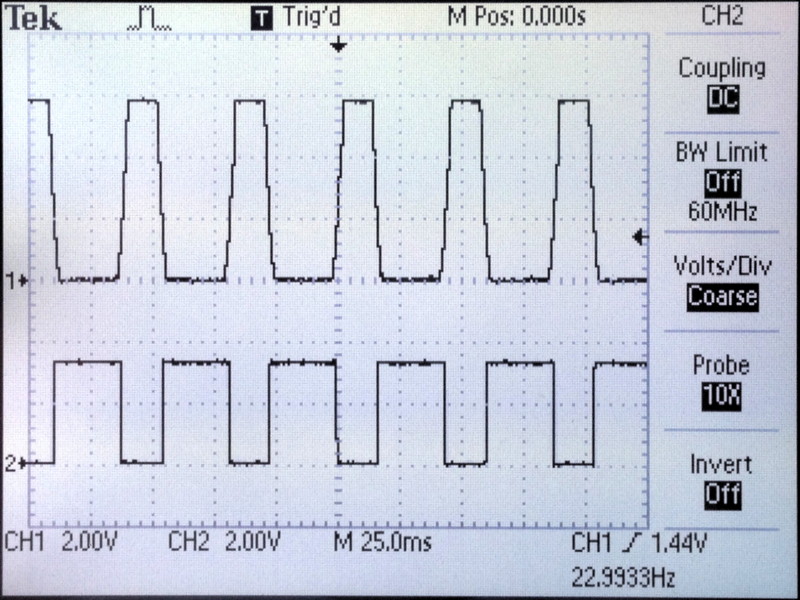 Tek T Trig'd M Pos: 0.000s CH2
Coupling
DC
BW Limit
Off
60MHz
1
Volts/Div
Coarse
Probe
10X
2
Invert
Off
CH1 2.00V CH2 2.00V M 25.0ms CH1 1.44V
22.9933Hz